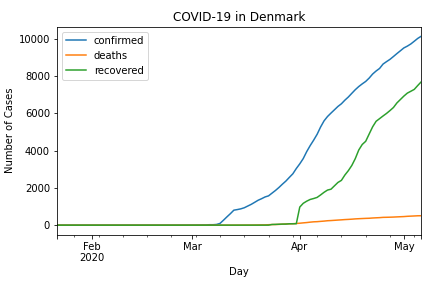 COVID-19 in Denmark
confirmed
deaths
recovered
Number of Cases
10000
8000
6000
4000
2000
0
Feb
2020
Mar
Apr
May
Day